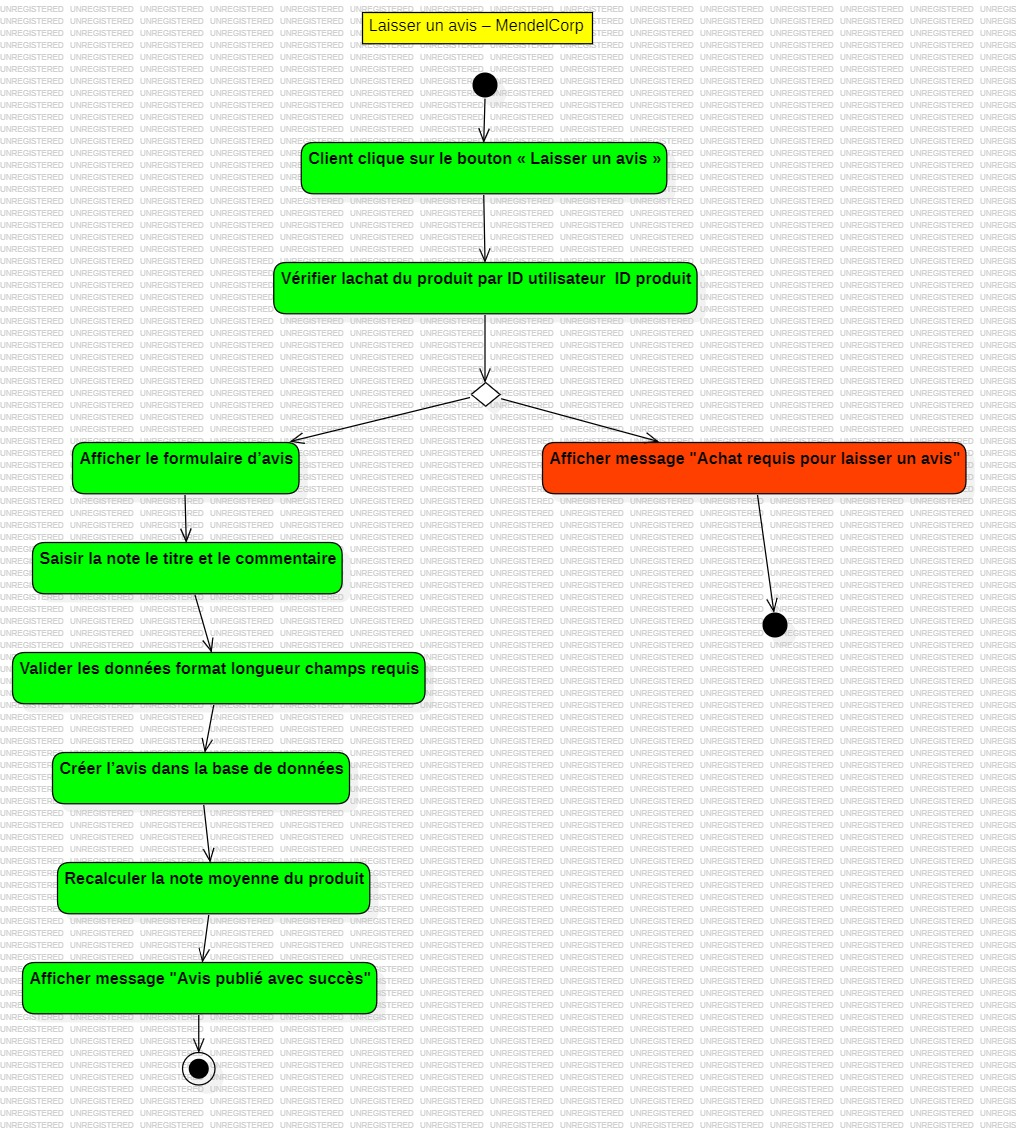 Laisser un avis – MendelCorp
Client clique sur le bouton « Laisser un avis »
Vérifier lachat du produit par ID utilisateur  ID produit
Afficher le formulaire d’avis
Afficher message "Achat requis pour laisser un avis"
Saisir la note le titre et le commentaire
Valider les données format longueur champs requis
Créer l’avis dans la base de données
Recalculer la note moyenne du produit
Afficher message "Avis publié avec succès"
UNREGISTERED